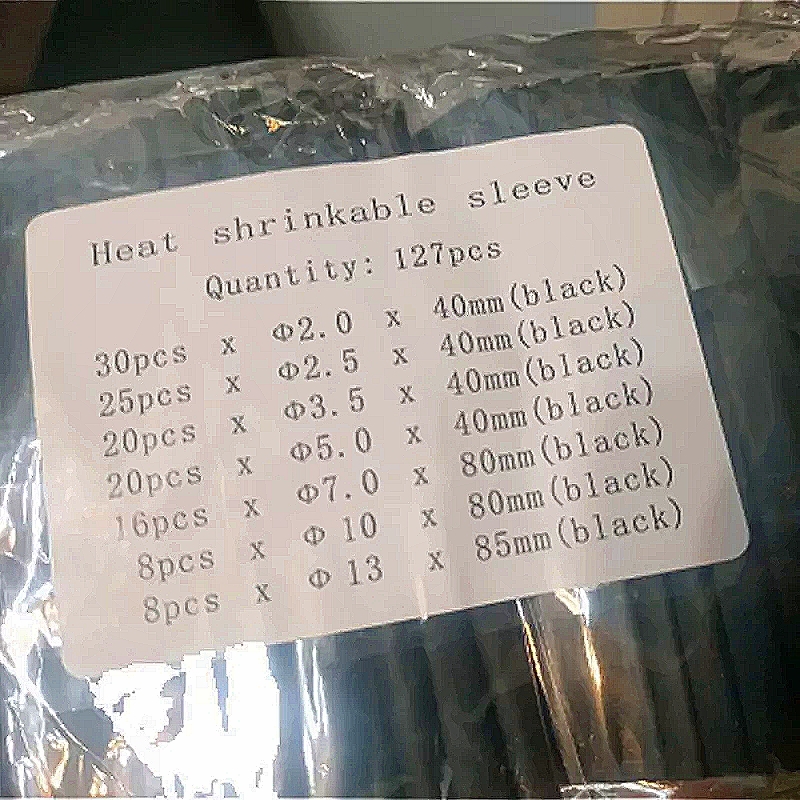 Heat shrinkable sleeve
Quantity: 127pcs
30pcs x Φ2.0 x 40mm(black)
25pcs x Φ2.5 x 40mm(black)
20pcs x Φ3.5 x 40mm(black)
20pcs x Φ5.0 x 40mm(black)
16pcs x Φ7.0 x 80mm(black)
8pcs x Φ 10 x 80mm(black)
8pcs x Φ 13 x 85mm(black)